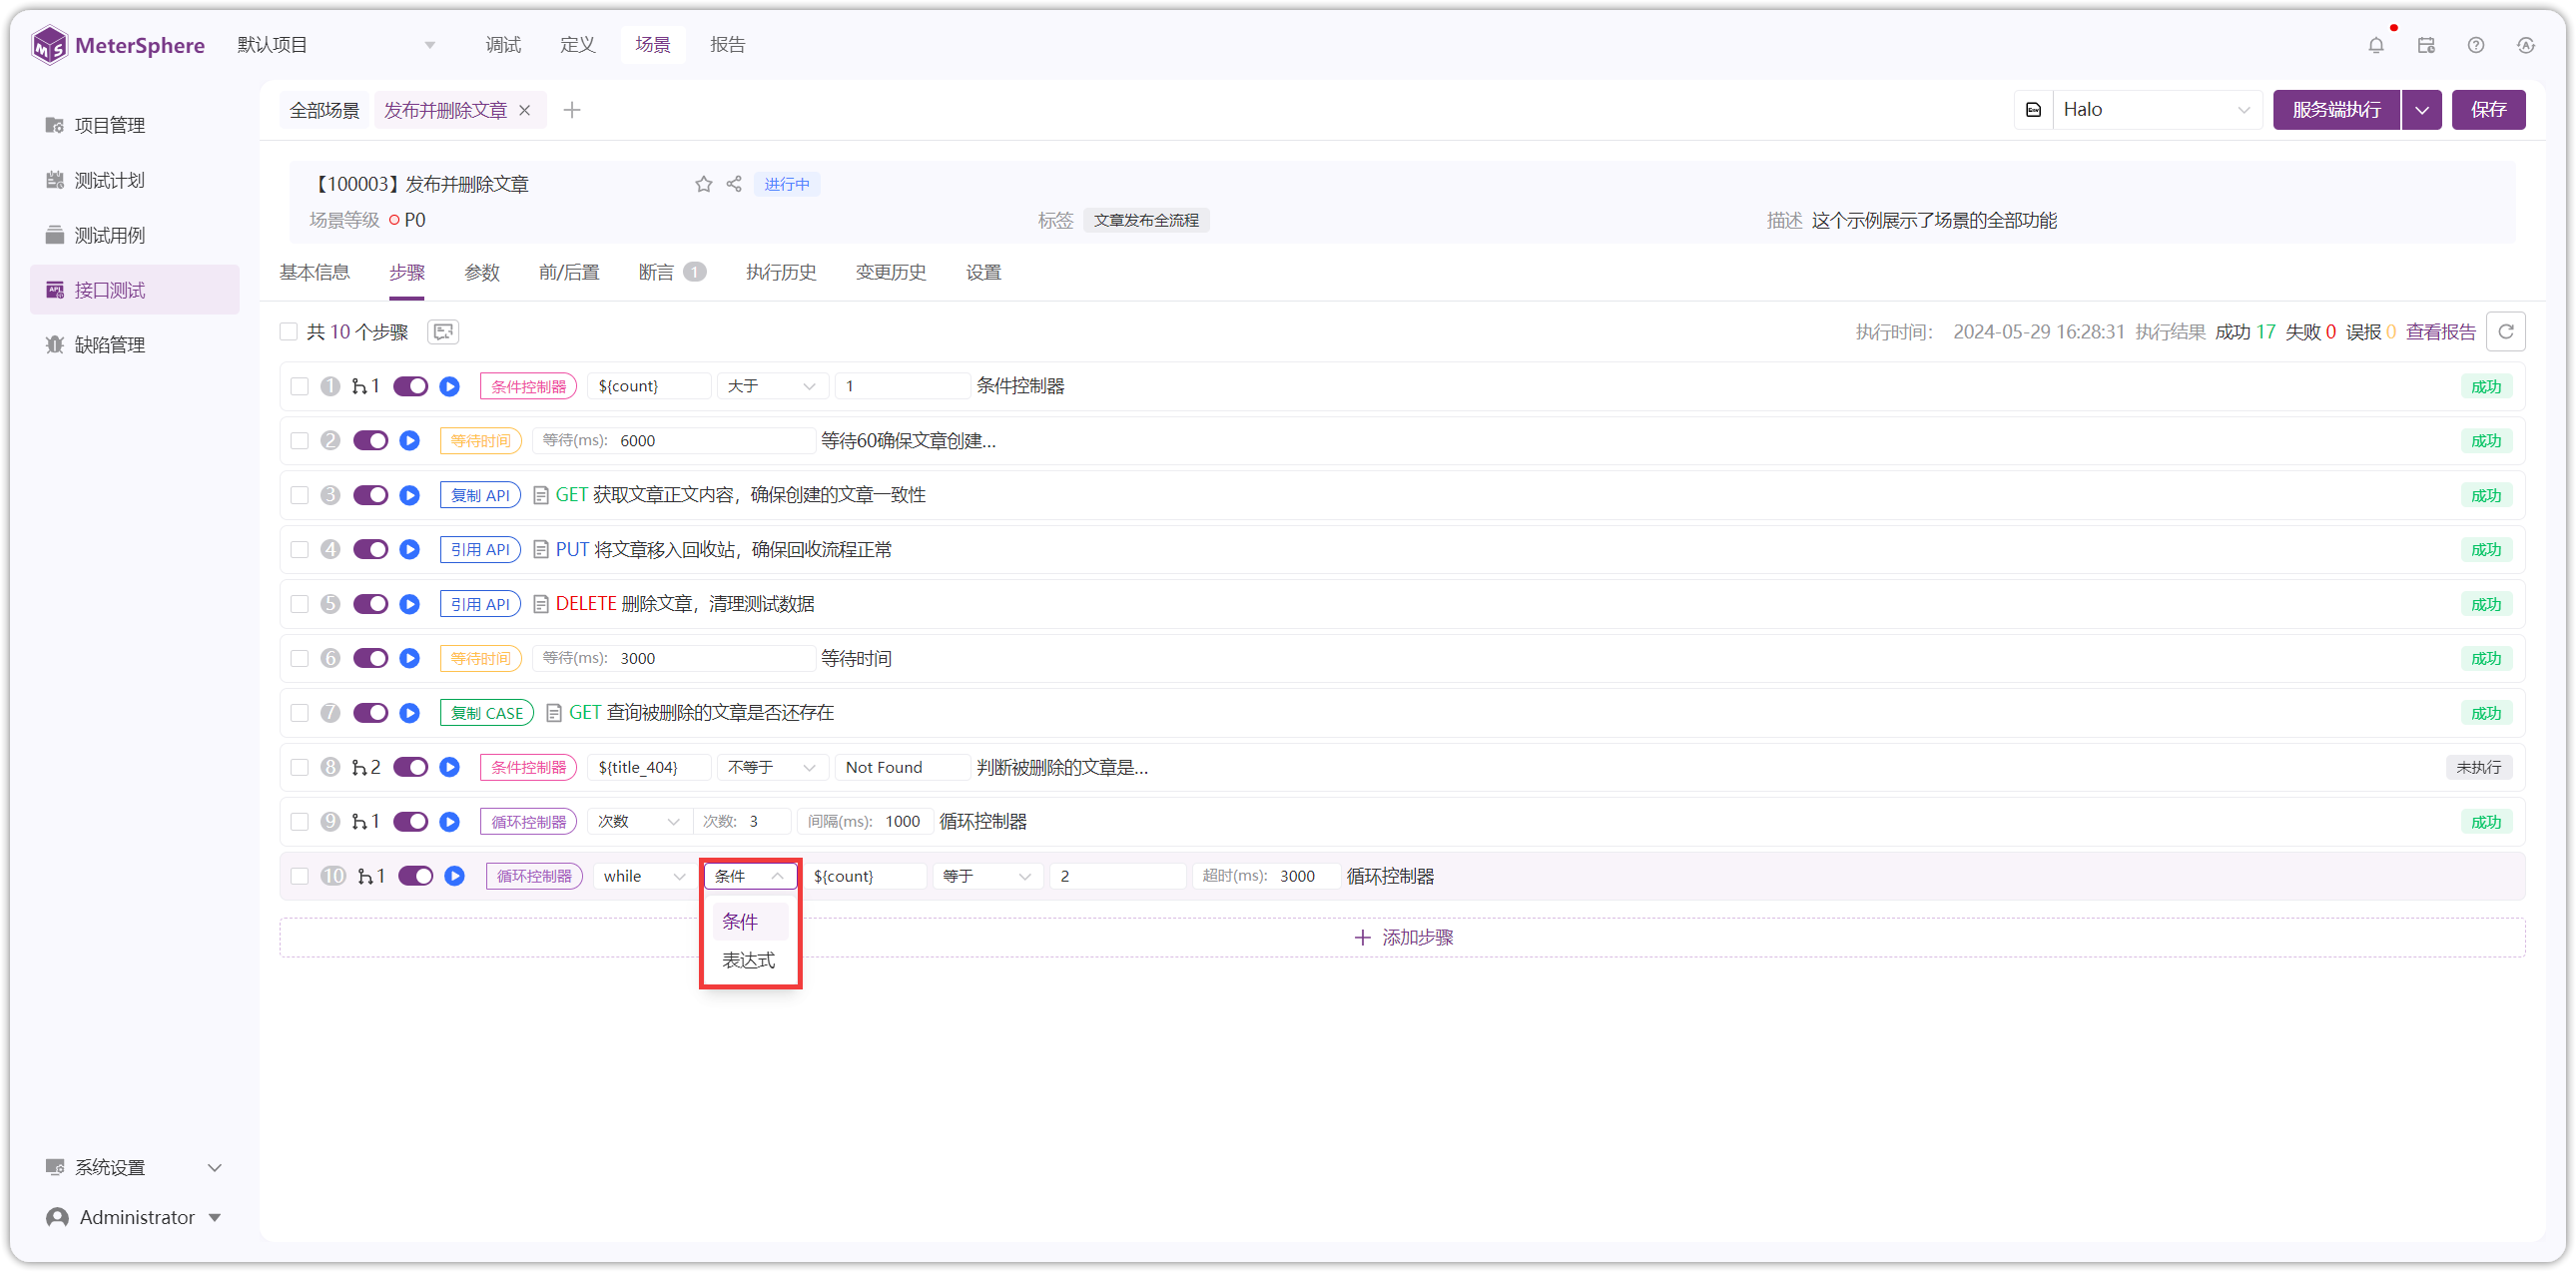 MeterSphere 默认项目 调试 定义 场景 报告
项目管理
测试计划
测试用例
接口测试
缺陷管理
系统设置
Administrator
全部场景 发布并删除文章 Halo 服务端执行 保存
【100003】发布并删除文章 进行中
场景等级 P0 标签 文章发布全流程 描述 这个示例展示了场景的全部功能
基本信息 步骤 参数 前/后置 断言 1 执行历史 变更历史 设置
共 10 个步骤 执行时间： 2024-05-29 16:28:31 执行结果 成功 17 失败 0 误报 0 查看报告
1 1 条件控制器 ${count} 大于 1 条件控制器 成功
2 等待时间 等待(ms): 6000 等待60确保文章创建... 成功
3 复制 API GET 获取文章正文内容，确保创建的文章一致性 成功
4 引用 API PUT 将文章移入回收站，确保回收流程正常 成功
5 引用 API DELETE 删除文章，清理测试数据 成功
6 等待时间 等待(ms): 3000 等待时间 成功
7 复制 CASE GET 查询被删除的文章是否还存在 成功
8 2 条件控制器 ${title_404} 不等于 Not Found 判断被删除的文章是... 未执行
9 1 循环控制器 次数 次数: 3 间隔(ms): 1000 循环控制器 成功
10 1 循环控制器 while 条件 ${count} 等于 2 超时(ms): 3000 循环控制器
条件
表达式
添加步骤